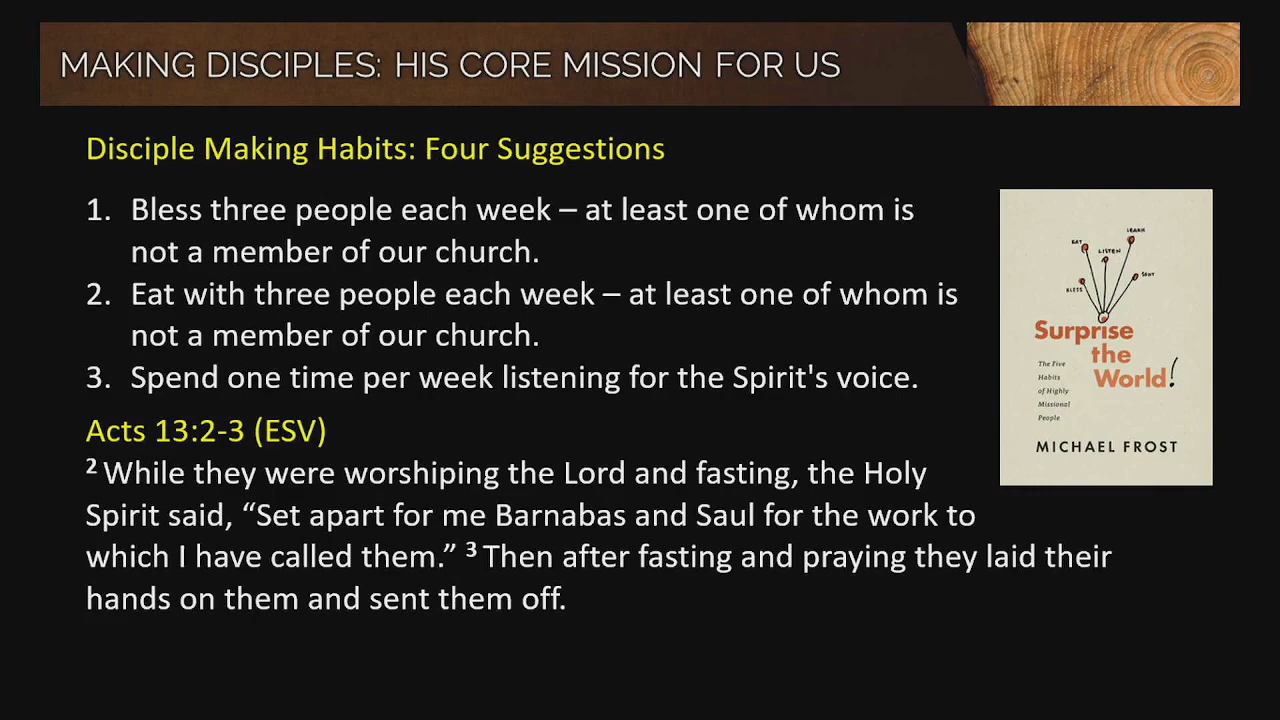 MAKING DISCIPLES: HIS CORE MISSION FOR US
Disciple Making Habits: Four Suggestions
1. Bless three people each week – at least one of whom is
not a member of our church.
2. Eat with three people each week – at least one of whom is
not a member of our church.
3. Spend one time per week listening for the Spirit's voice.
Acts 13:2-3 (ESV)
2 While they were worshiping the Lord and fasting, the Holy
Spirit said, “Set apart for me Barnabas and Saul for the work to
which I have called them.” 3 Then after fasting and praying they laid their
hands on them and sent them off.
LEARN
EAT
LISTEN
SENT
BLESS
Surprise
the
World!
The Five
Habits
of Highly
Missional
People
MICHAEL FROST